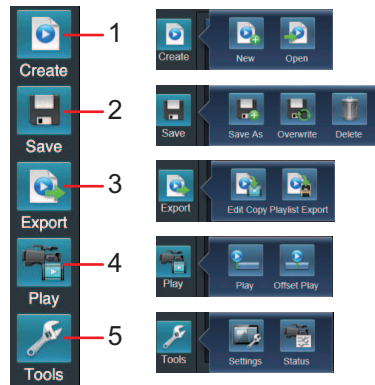 1
Create
Create
New
Open
2
Save
Save
Save As
Overwrite
Delete
3
Export
Export
Edit Copy
Playlist Export
4
Play
Play
Play
Offset Play
5
Tools
Tools
Settings
Status